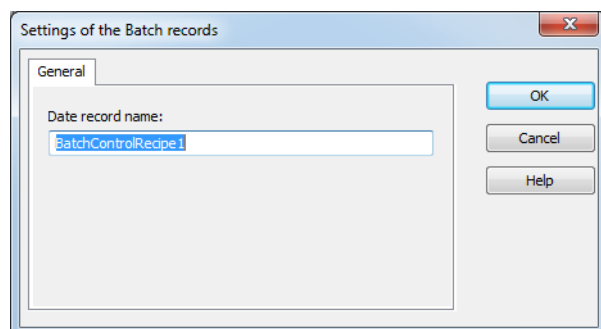 Settings of the Batch records
General
Date record name:
BatchControlRecipe1
OK
Cancel
Help